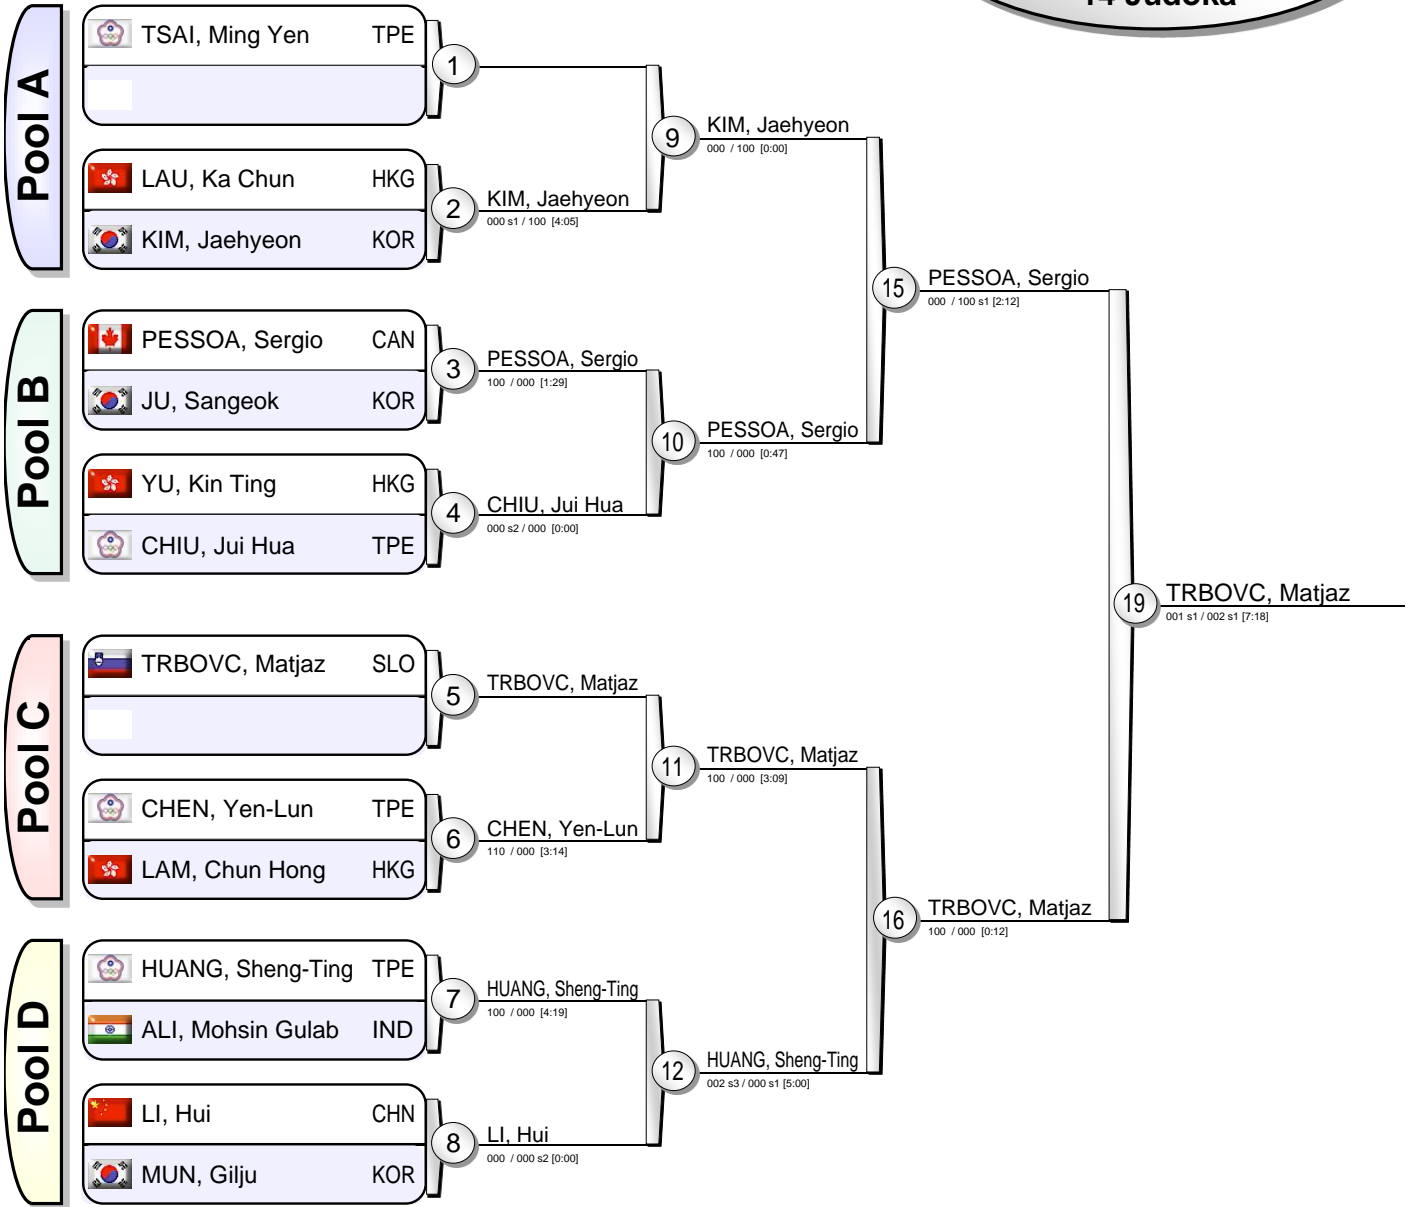 14 Judoka
Pool A
TSAI, Ming Yen TPE
1
LAU, Ka Chun HKG
KIM, Jaehyeon KOR
2
KIM, Jaehyeon
000 s1 / 100 [4:05]
9
KIM, Jaehyeon
000 / 100 [0:00]
Pool B
PESSOA, Sergio CAN
JU, Sangeok KOR
3
PESSOA, Sergio
100 / 000 [1:29]
YU, Kin Ting HKG
CHIU, Jui Hua TPE
4
CHIU, Jui Hua
000 s2 / 000 [0:00]
10
PESSOA, Sergio
100 / 000 [0:47]
15
PESSOA, Sergio
000 / 100 s1 [2:12]
Pool C
TRBOVC, Matjaz SLO
5
TRBOVC, Matjaz
CHEN, Yen-Lun TPE
LAM, Chun Hong HKG
6
CHEN, Yen-Lun
110 / 000 [3:14]
11
TRBOVC, Matjaz
100 / 000 [3:09]
Pool D
HUANG, Sheng-Ting TPE
ALI, Mohsin Gulab IND
7
HUANG, Sheng-Ting
100 / 000 [4:19]
LI, Hui CHN
MUN, Gilju KOR
8
LI, Hui
000 / 000 s2 [0:00]
12
HUANG, Sheng-Ting
002 s3 / 000 s1 [5:00]
16
TRBOVC, Matjaz
100 / 000 [0:12]
19
TRBOVC, Matjaz
001 s1 / 002 s1 [7:18]